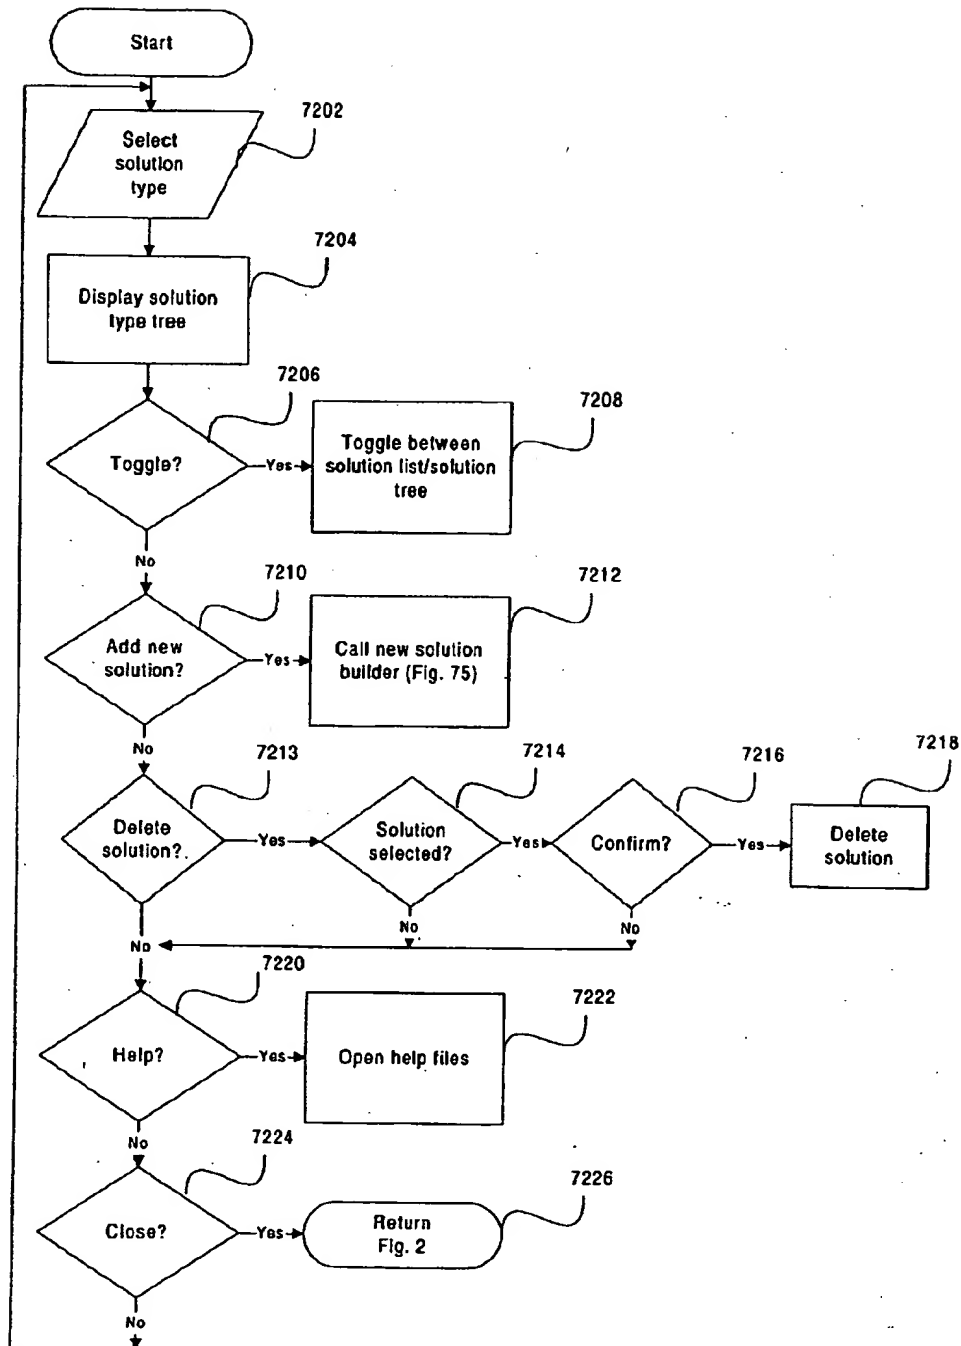 Start
7202
Select
solution
type
7204
Display solution
type tree
7206
7208
Toggle?
Yes
Toggle between
solution list/solution
tree
No
7210
7212
Add new
solution?
Yes
Call new solution
builder (Fig. 75)
No
7213
7214
7216
7218
Delete
solution?
Yes
Solution
selected?
Yes
Confirm?
Yes
Delete
solution
No
No
No
7220
7222
Help?
Yes
Open help files
No
7224
7226
Close?
Yes
Return
Fig. 2
No